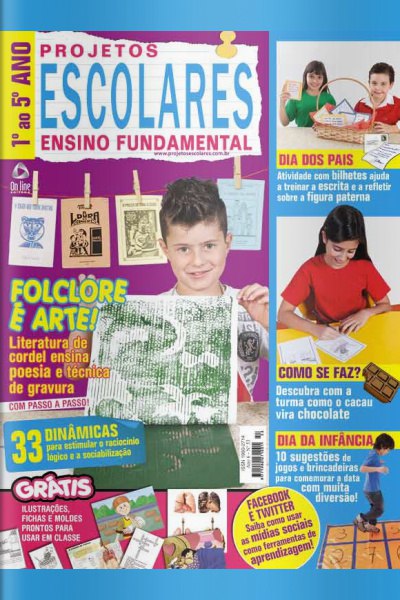 1º ao 5º ANO
PROJETOS
ESCOLARES
ENSINO FUNDAMENTAL
www.projetosescolares.com.br
On line
EDITORA
DIA DOS PAIS
Atividade com bilhetes ajuda
a treinar a escrita e a refletir
sobre a figura paterna
FOLCLORE
É ARTE!
Literatura de
cordel ensina
poesia e técnica
de gravura
COM PASSO A PASSO!
COMO SE FAZ?
Descubra com a
turma como o cacau
vira chocolate
33 DINÂMICAS
para estimular o raciocínio
lógico e a sociabilização
DIA DA INFÂNCIA
10 sugestões de
jogos e brincadeiras
para comemorar a data
com muita
diversão!
GRÁTIS
ILUSTRAÇÕES,
FICHAS E MOLDES
PRONTOS PARA
USAR EM CLASSE
FACEBOOK
E TWITTER
Saiba como usar
as mídias sociais
como ferramentas de
aprendizagem!